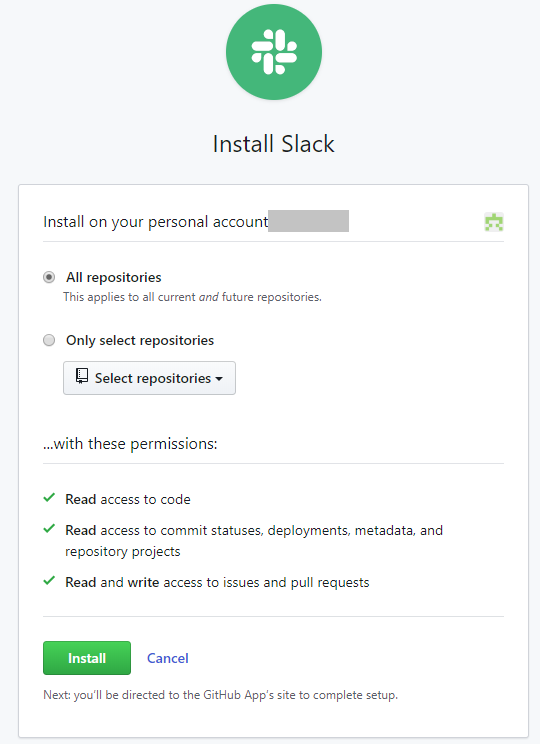 Install Slack
Install on your personal account
All repositories
This applies to all current and future repositories.
Only select repositories
Select repositories
...with these permissions:
Read access to code
Read access to commit statuses, deployments, metadata, and
repository projects
Read and write access to issues and pull requests
Install Cancel
Next: you'll be directed to the GitHub App's site to complete setup.